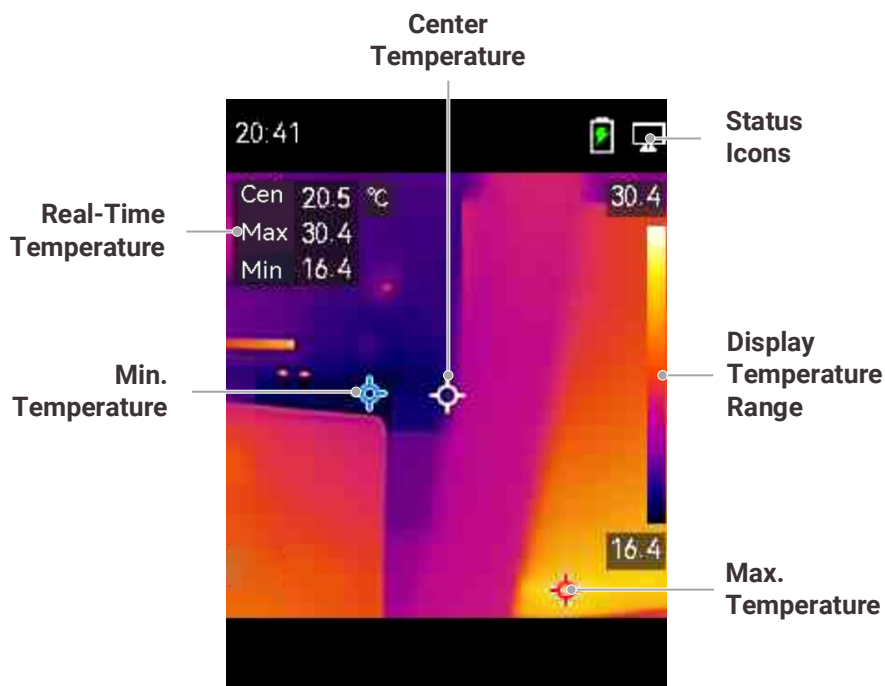 Center
Temperature
20:41
Status
Icons
Cen 20.5 ℃
Max 30.4
Min 16.4
30.4
Real-Time
Temperature
Min.
Temperature
Display
Temperature
Range
16.4
Max.
Temperature